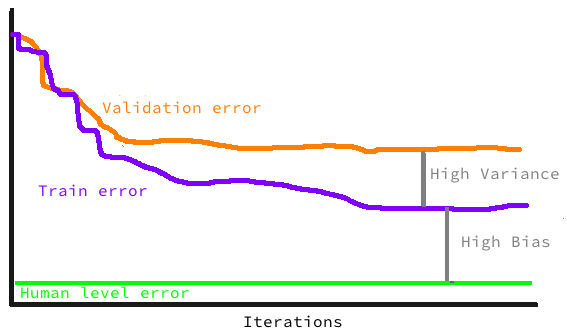 Validation error
High Variance
Train error
High Bias
Human level error
Iterations